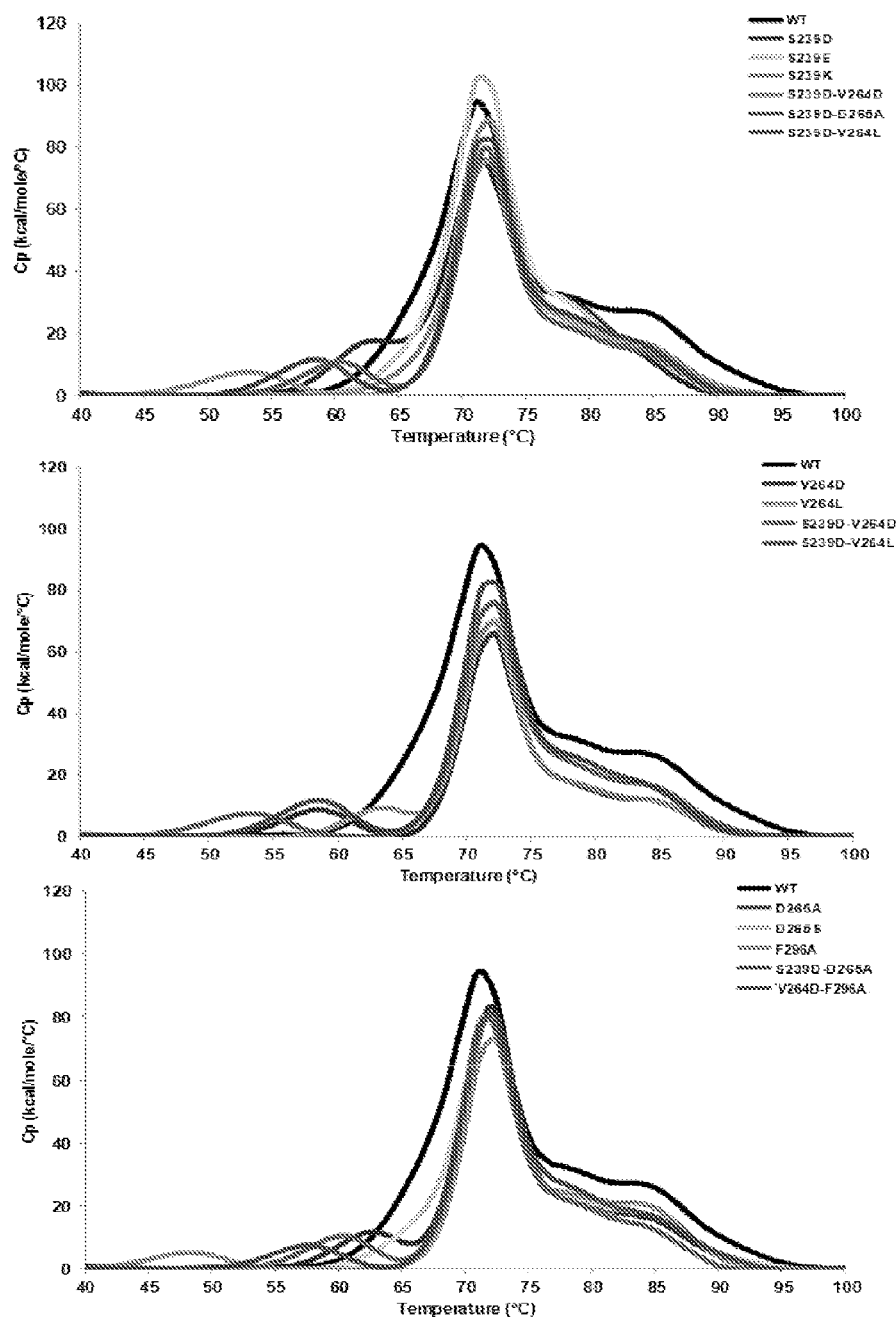 120
100
80
60
40
20
0
Cp (kcal/mole/°C)
40 45 50 55 60 65 70 75 80 85 90 95 100
Temperature (°C)
WT
S239D
S239E
S239K
S239D-V264D
S239D-D265A
S239D-V264L
120
100
80
60
40
20
0
Cp (kcal/mole/°C)
40 45 50 55 60 65 70 75 80 85 90 95 100
Temperature (°C)
WT
V264D
V264L
S239D-V264D
S239D-V264L
120
100
80
60
40
20
0
Cp (kcal/mole/°C)
40 45 50 55 60 65 70 75 80 85 90 95 100
Temperature (°C)
WT
D265A
D265S
F296A
S239D-D265A
V264D-F296A